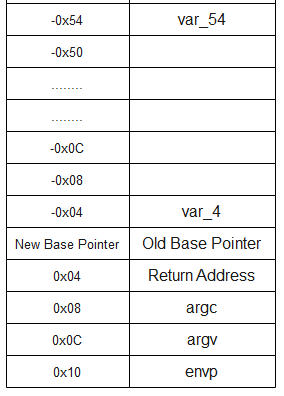 -0x54 var_54
-0x50
........
........
-0x0C
-0x08
-0x04 var_4
New Base Pointer Old Base Pointer
0x04 Return Address
0x08 argc
0x0C argv
0x10 envp